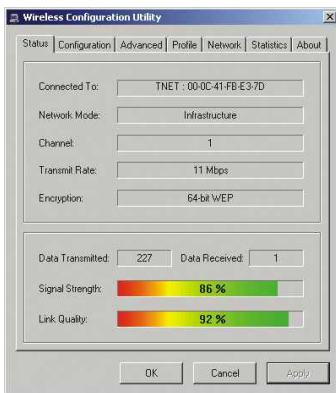 Wireless Configuration Utility
Status Configuration Advanced Profile Network Statistics About
Connected To: TNET : 00-0C-41-FB-E3-7D
Network Mode: Infrastructure
Channel: 1
Transmit Rate: 11 Mbps
Encryption: 64-bit WEP
Data Transmitted: 227 Data Received: 1
Signal Strength: 86 %
Link Quality: 92 %
OK Cancel Apply